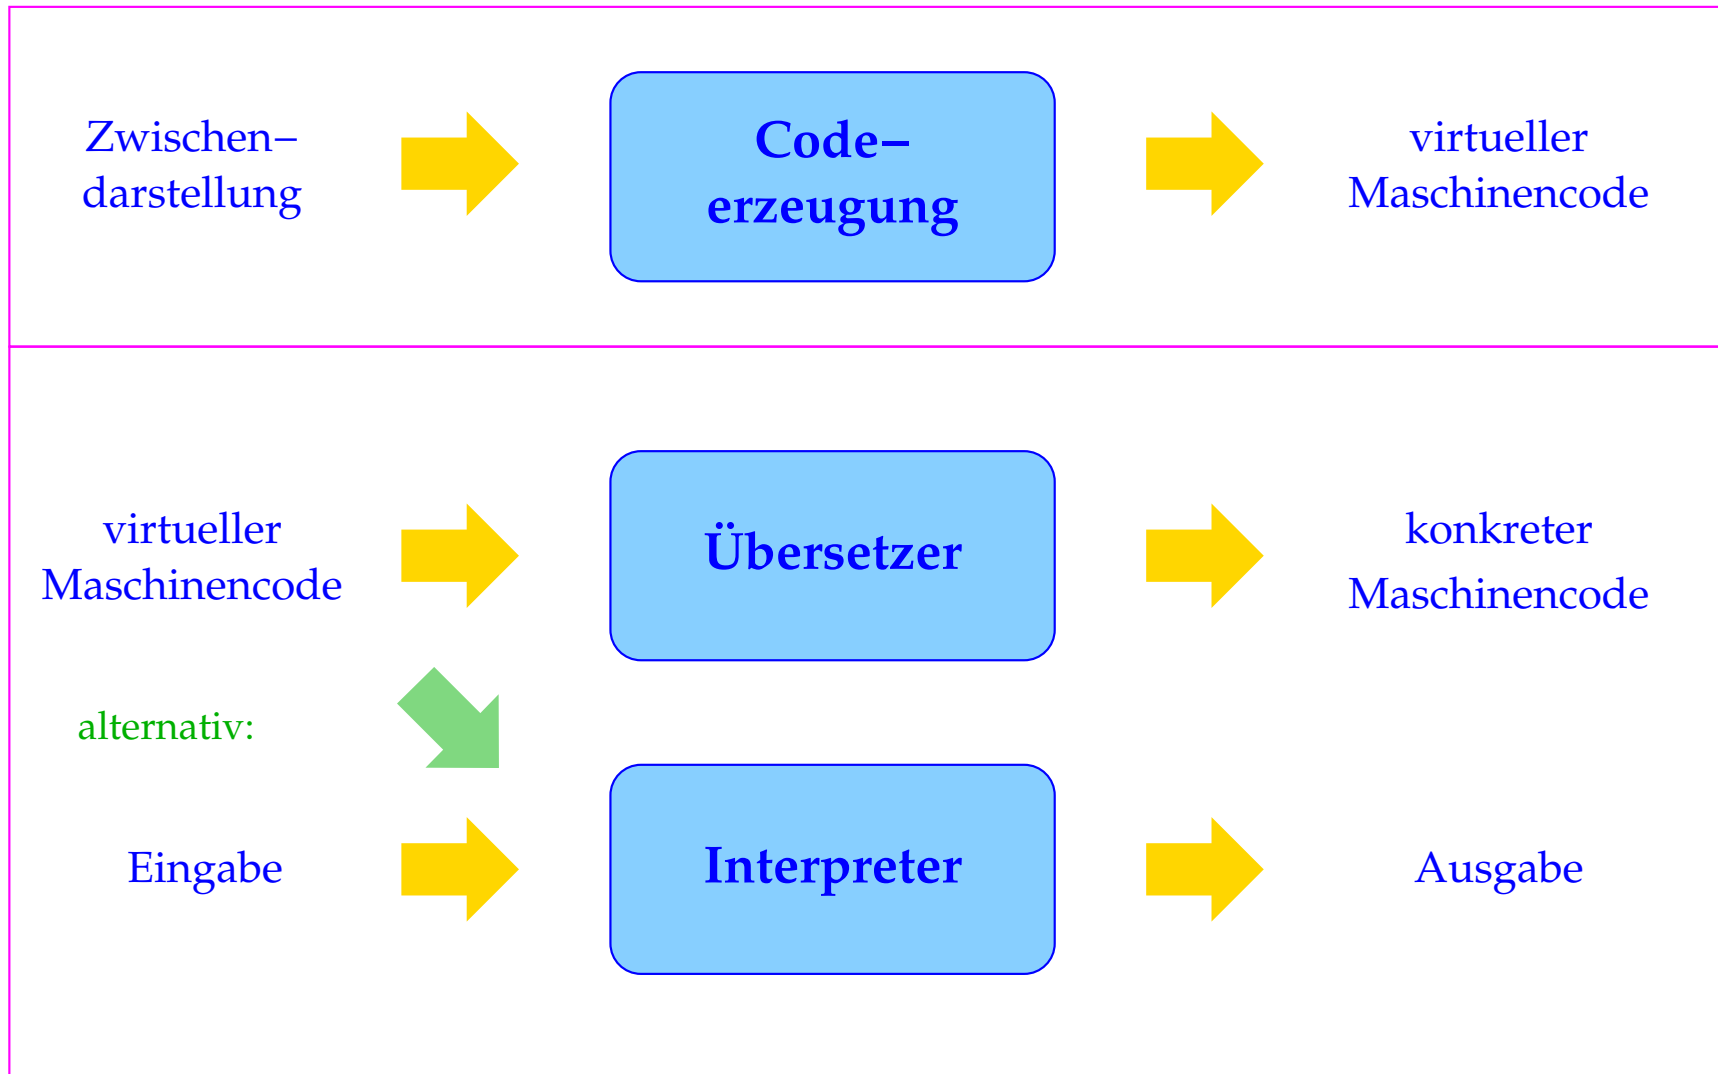 Zwischen–
darstellung
Code–
erzeugung
virtueller
Maschinencode
virtueller
Maschinencode
Übersetzer
konkreter
Maschinencode
alternativ:
Eingabe
Interpreter
Ausgabe